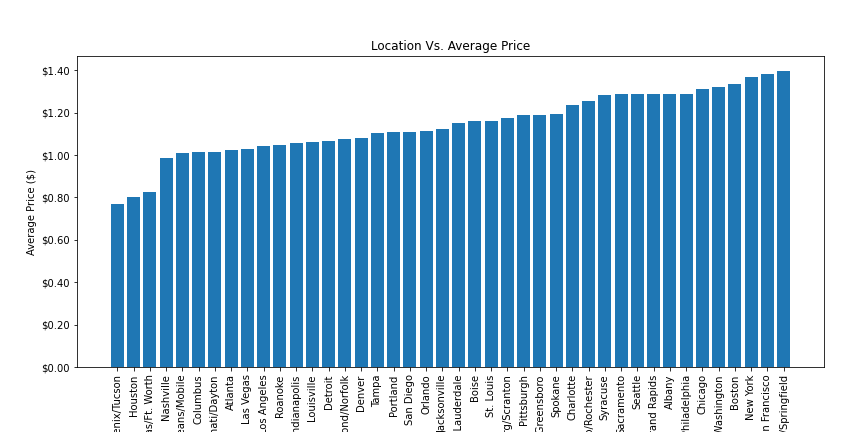 Location Vs. Average Price
Average Price ($)
$1.40
$1.20
$1.00
$0.80
$0.60
$0.40
$0.20
$0.00
enix/Tucson
Houston
as/Ft. Worth
Nashville
eans/Mobile
Columbus
nati/Dayton
Atlanta
Las Vegas
os Angeles
Roanoke
ndianapolis
Louisville
Detroit
ond/Norfolk
Denver
Tampa
Portland
San Diego
Orlando
Jacksonville
Lauderdale
Boise
St. Louis
rg/Scranton
Pittsburgh
Greensboro
Spokane
Charlotte
/Rochester
Syracuse
Sacramento
Seattle
and Rapids
Albany
Philadelphia
Chicago
Washington
Boston
New York
n Francisco
/Springfield